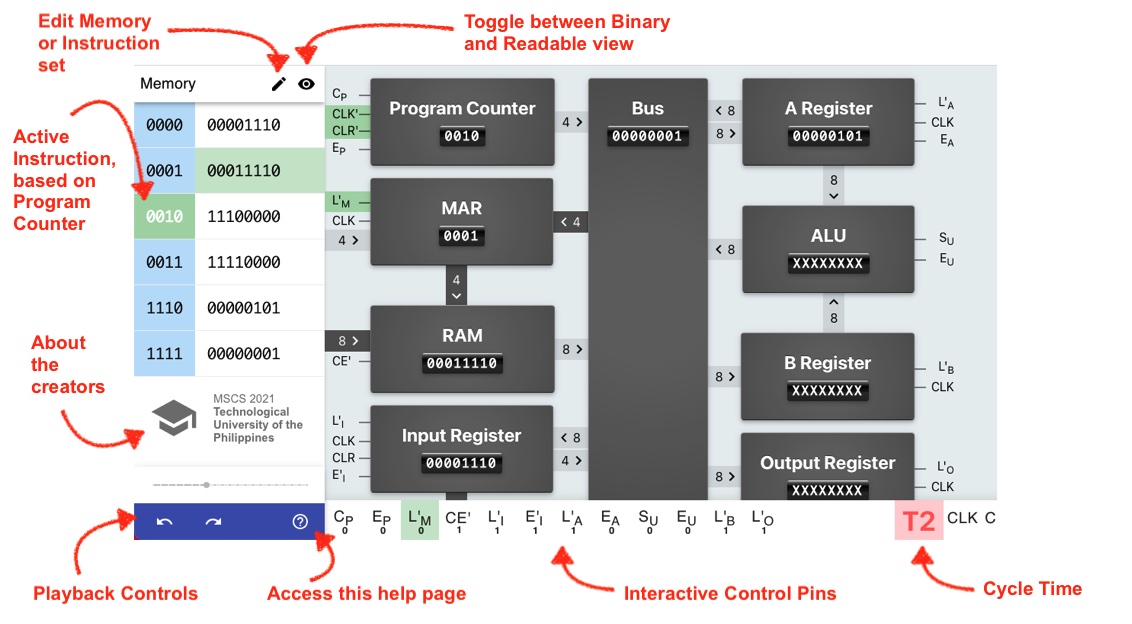 Edit Memory
or Instruction
set
Toggle between Binary
and Readable view
Active
Instruction,
based on
Program
Counter
About
the
creators
Memory
0000 00001110
0001 00011110
0010 11100000
0011 11110000
1110 00000101
1111 00000001
MSCS 2021
Technological
University of the
Philippines
CP
CLK'
CLR'
EP
Program Counter
0010
4 >
L'M
CLK
4 >
MAR
0001
< 4
4
8 >
CE'
RAM
00011110
8 >
L'I
CLK
CLR
E'I
Input Register
00001110
< 8
4 >
Bus
00000001
< 8
8 >
A Register
00000101
L'A
CLK
EA
8
< 8
ALU
XXXXXXXX
SU
EU
8
8 >
B Register
XXXXXXXX
L'B
CLK
8 >
Output Register
XXXXXXXX
L'O
CLK
CP EP L'M CE' L'I E'I L'A EA SU EU L'B L'O
0 0 0 1 1 1 1 0 0 0 1 1
T2 CLK C
Playback Controls
Access this help page
Interactive Control Pins
Cycle Time